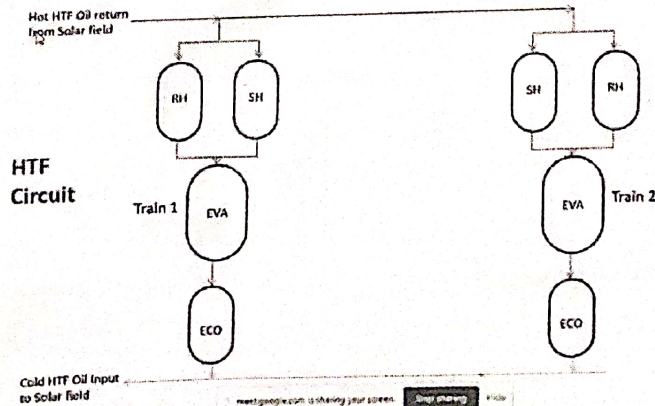 Hot HTF Oil return
from Solar field
RH
SH
SH
RH
HTF
Circuit
Train 1
EVA
EVA
Train 2
ECO
ECO
Cold HTF Oil Input
to Solar field
meet.google.com is sharing your screen.
Stop sharing
Hide